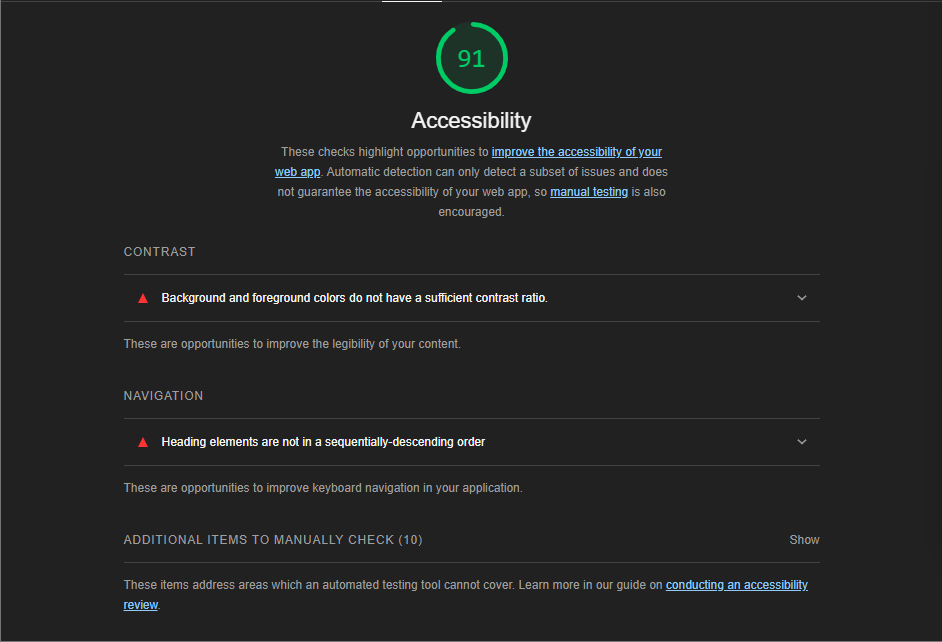 91
Accessibility
These checks highlight opportunities to improve the accessibility of your
web app. Automatic detection can only detect a subset of issues and does
not guarantee the accessibility of your web app, so manual testing is also
encouraged.
CONTRAST
Background and foreground colors do not have a sufficient contrast ratio.
These are opportunities to improve the legibility of your content.
NAVIGATION
Heading elements are not in a sequentially-descending order
These are opportunities to improve keyboard navigation in your application.
ADDITIONAL ITEMS TO MANUALLY CHECK (10) Show
These items address areas which an automated testing tool cannot cover. Learn more in our guide on conducting an accessibility
review.